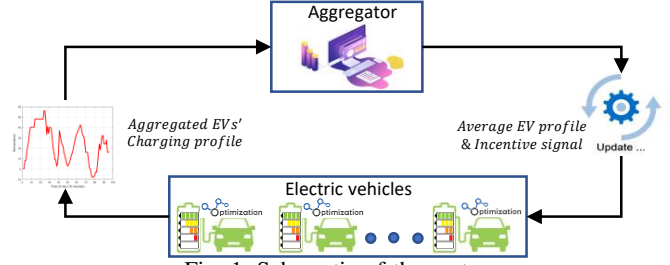 Aggregator
Aggregated EVs'
Charging profile
Average EV profile
& Incentive signal
Update ...
Electric vehicles
optimization
optimization
optimization